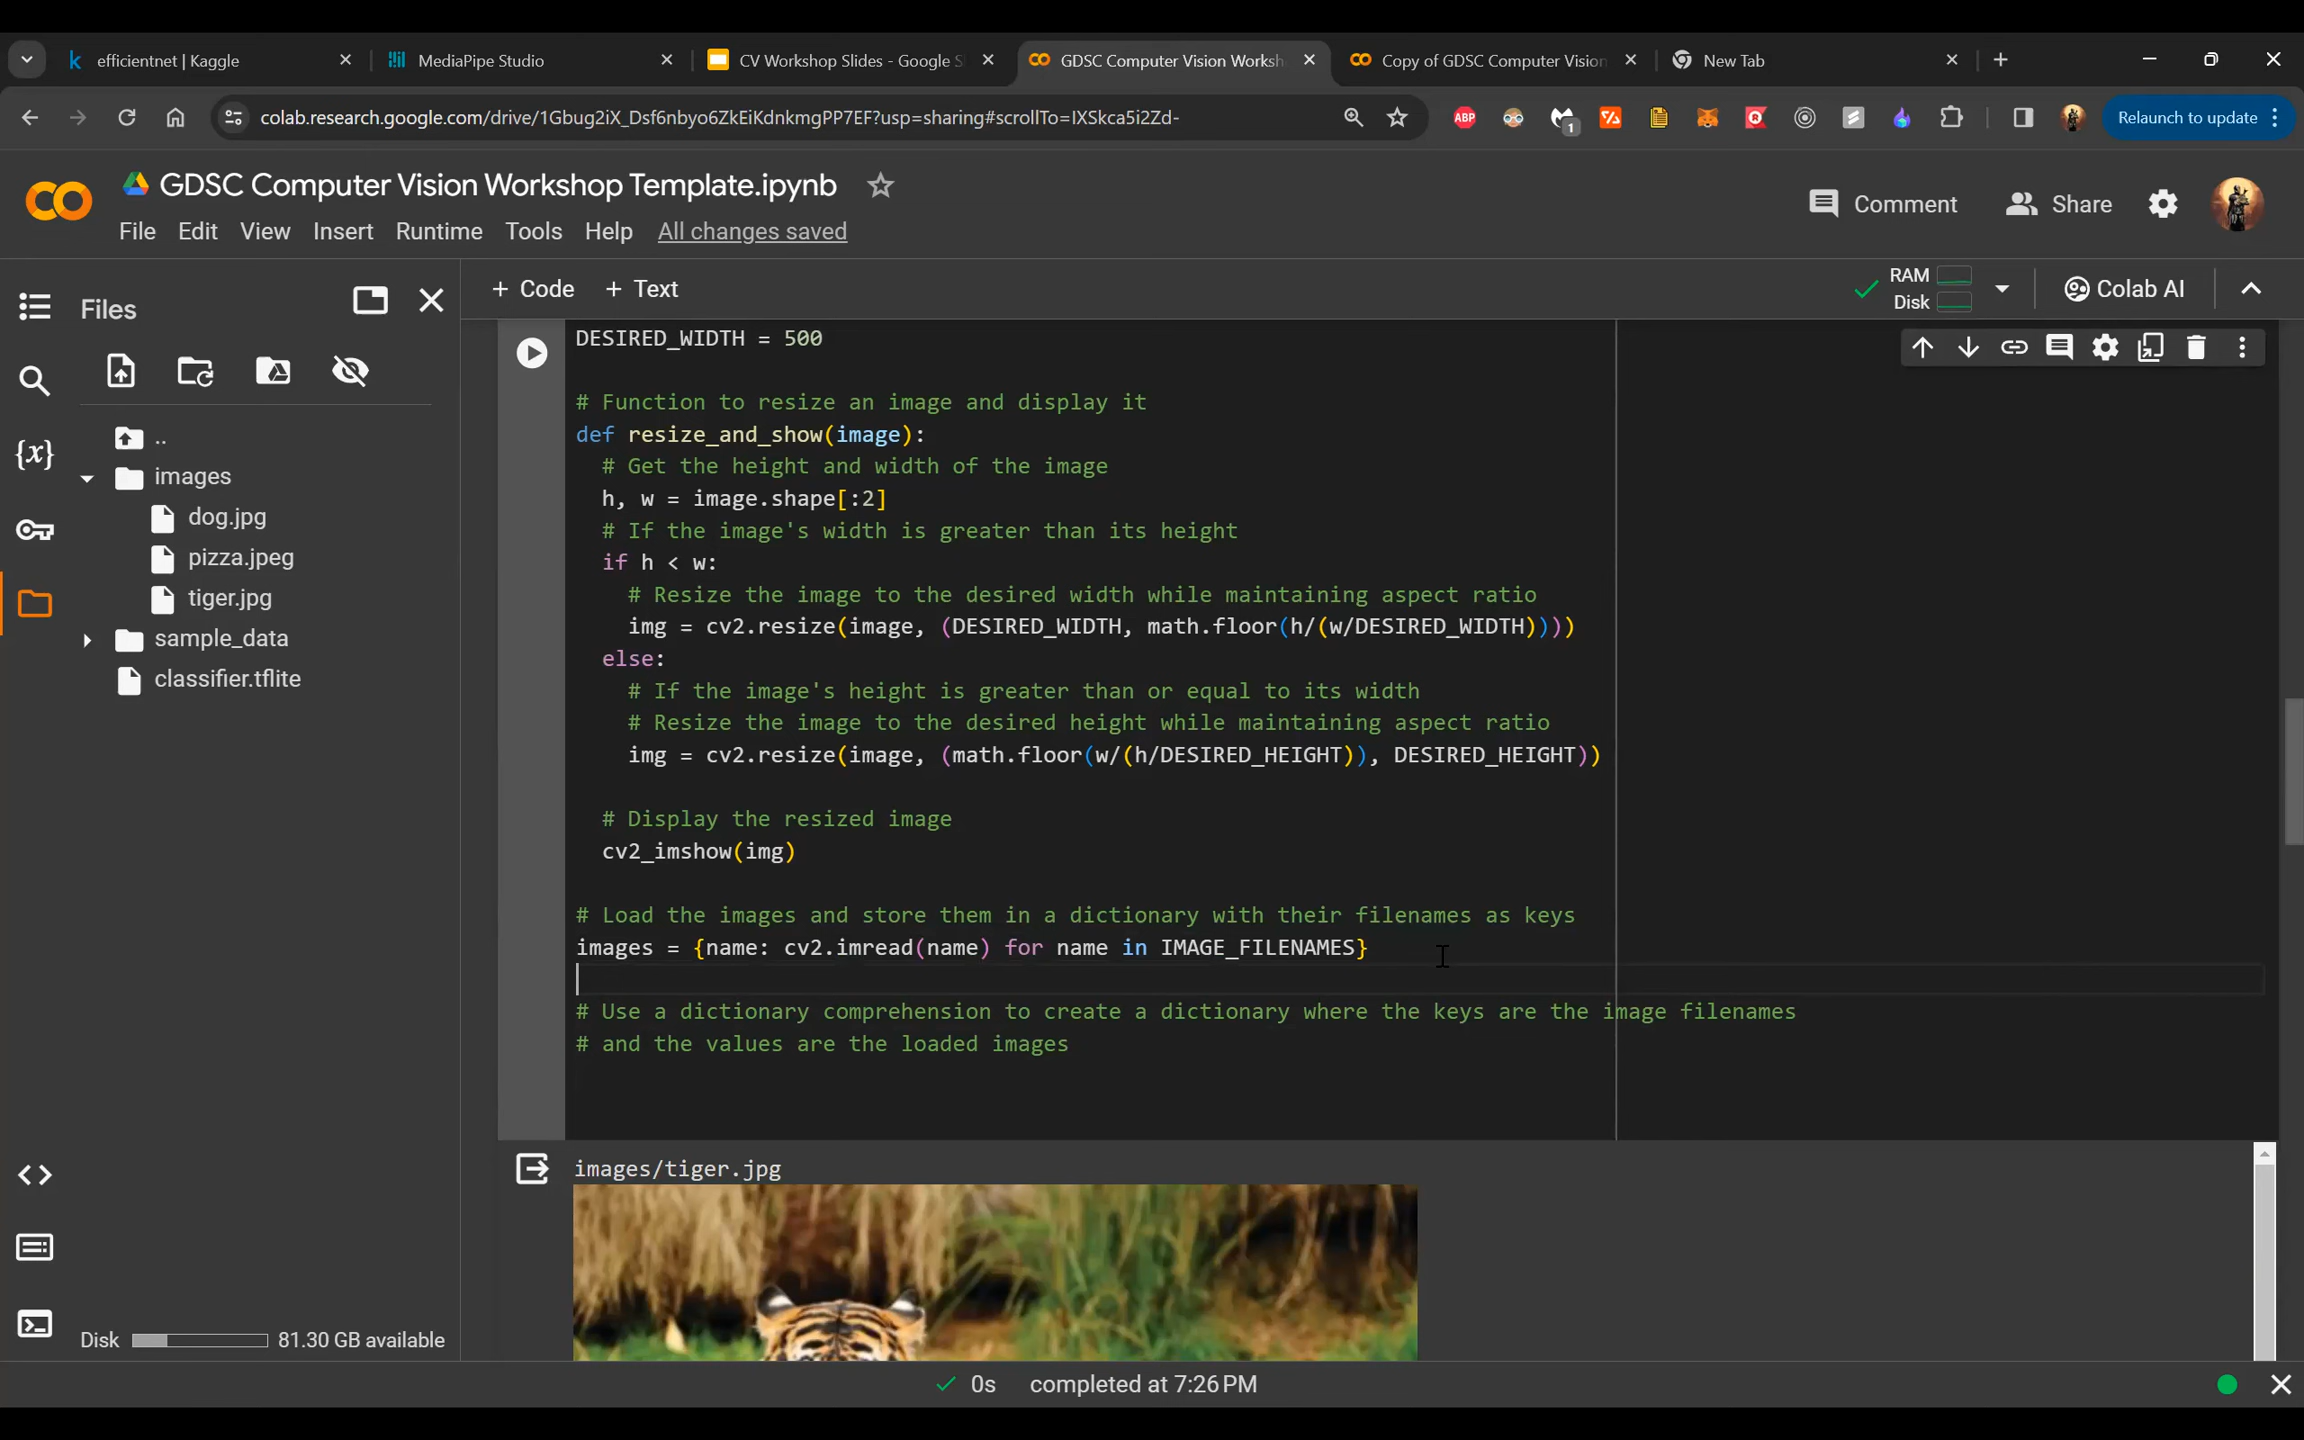 efficientnet | Kaggle
MediaPipe Studio
CV Workshop Slides - Google S
GDSC Computer Vision Worksh
Copy of GDSC Computer Vision
New Tab
colab.research.google.com/drive/1Gbug2iX_Dsf6nbyo6ZkEiKdnkmgPP7EF?usp=sharing#scrollTo=IXSkca5i2Zd-
ABP
1
Relaunch to update
GDSC Computer Vision Workshop Template.ipynb
Comment
Share
File Edit View Insert Runtime Tools Help All changes saved
Files
+ Code + Text
RAM
Disk
Colab AI
..
images
dog.jpg
pizza.jpeg
tiger.jpg
sample_data
classifier.tflite
{x}
DESIRED_WIDTH = 500
# Function to resize an image and display it
def resize_and_show(image):
# Get the height and width of the image
h, w = image.shape[:2]
# If the image's width is greater than its height
if h < w:
# Resize the image to the desired width while maintaining aspect ratio
img = cv2.resize(image, (DESIRED_WIDTH, math.floor(h/(w/DESIRED_WIDTH))))
else:
# If the image's height is greater than or equal to its width
# Resize the image to the desired height while maintaining aspect ratio
img = cv2.resize(image, (math.floor(w/(h/DESIRED_HEIGHT)), DESIRED_HEIGHT))
# Display the resized image
cv2_imshow(img)
# Load the images and store them in a dictionary with their filenames as keys
images = {name: cv2.imread(name) for name in IMAGE_FILENAMES}
# Use a dictionary comprehension to create a dictionary where the keys are the image filenames
# and the values are the loaded images
images/tiger.jpg
Disk 81.30 GB available
0s completed at 7:26 PM